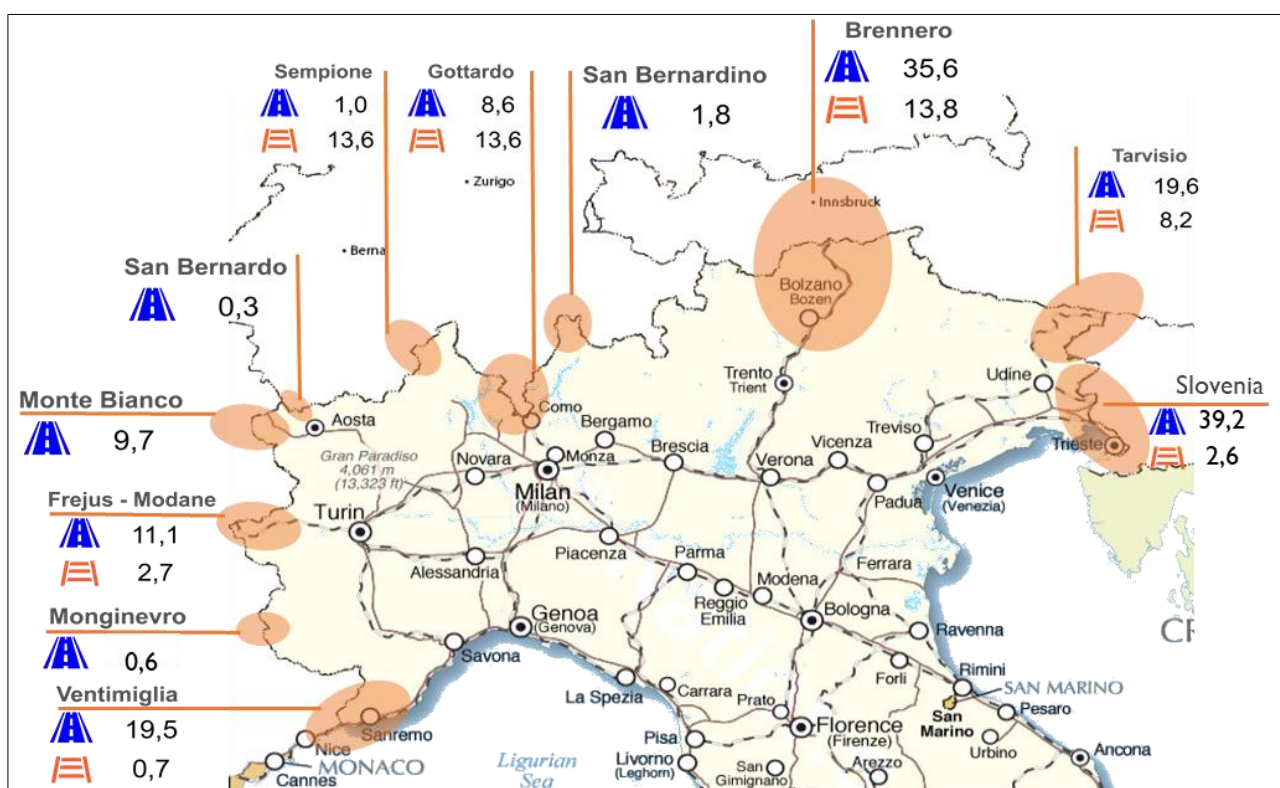 Brennero
35,6
13,8
Sempione
1,0
13,6
Gottardo
8,6
13,6
San Bernardino
1,8
Tarvisio
19,6
8,2
Zurigo
Innsbruck
Berna
San Bernardo
0,3
Bolzano
Bozen
Monte Bianco
9,7
Aosta
Como
Trento
Trient
Udine
Slovenia
39,2
2,6
Trieste
Gran Paradiso
4,061 m
(13,323 ft)
Novara
Monza
Bergamo
Brescia
Vicenza
Treviso
Milan
(Milano)
Verona
Padua
Venice
(Venezia)
Frejus - Modane
11,1
2,7
Turin
Alessandria
Piacenza
Parma
Ferrara
Modena
Reggio
Emilia
Bologna
Monginevro
0,6
Genoa
(Genova)
Savona
Ravenna
CR
Ventimiglia
19,5
0,7
La Spezia
Carrara
Prato
Forli
Rimini
SAN MARINO
San
Marino
Pesaro
Sanremo
Nice
MONACO
Cannes
Ligurian
Sea
Pisa
Livorno
(Leghorn)
San
Gimignano
Florence
(Firenze)
Arezzo
Urbino
Ancona